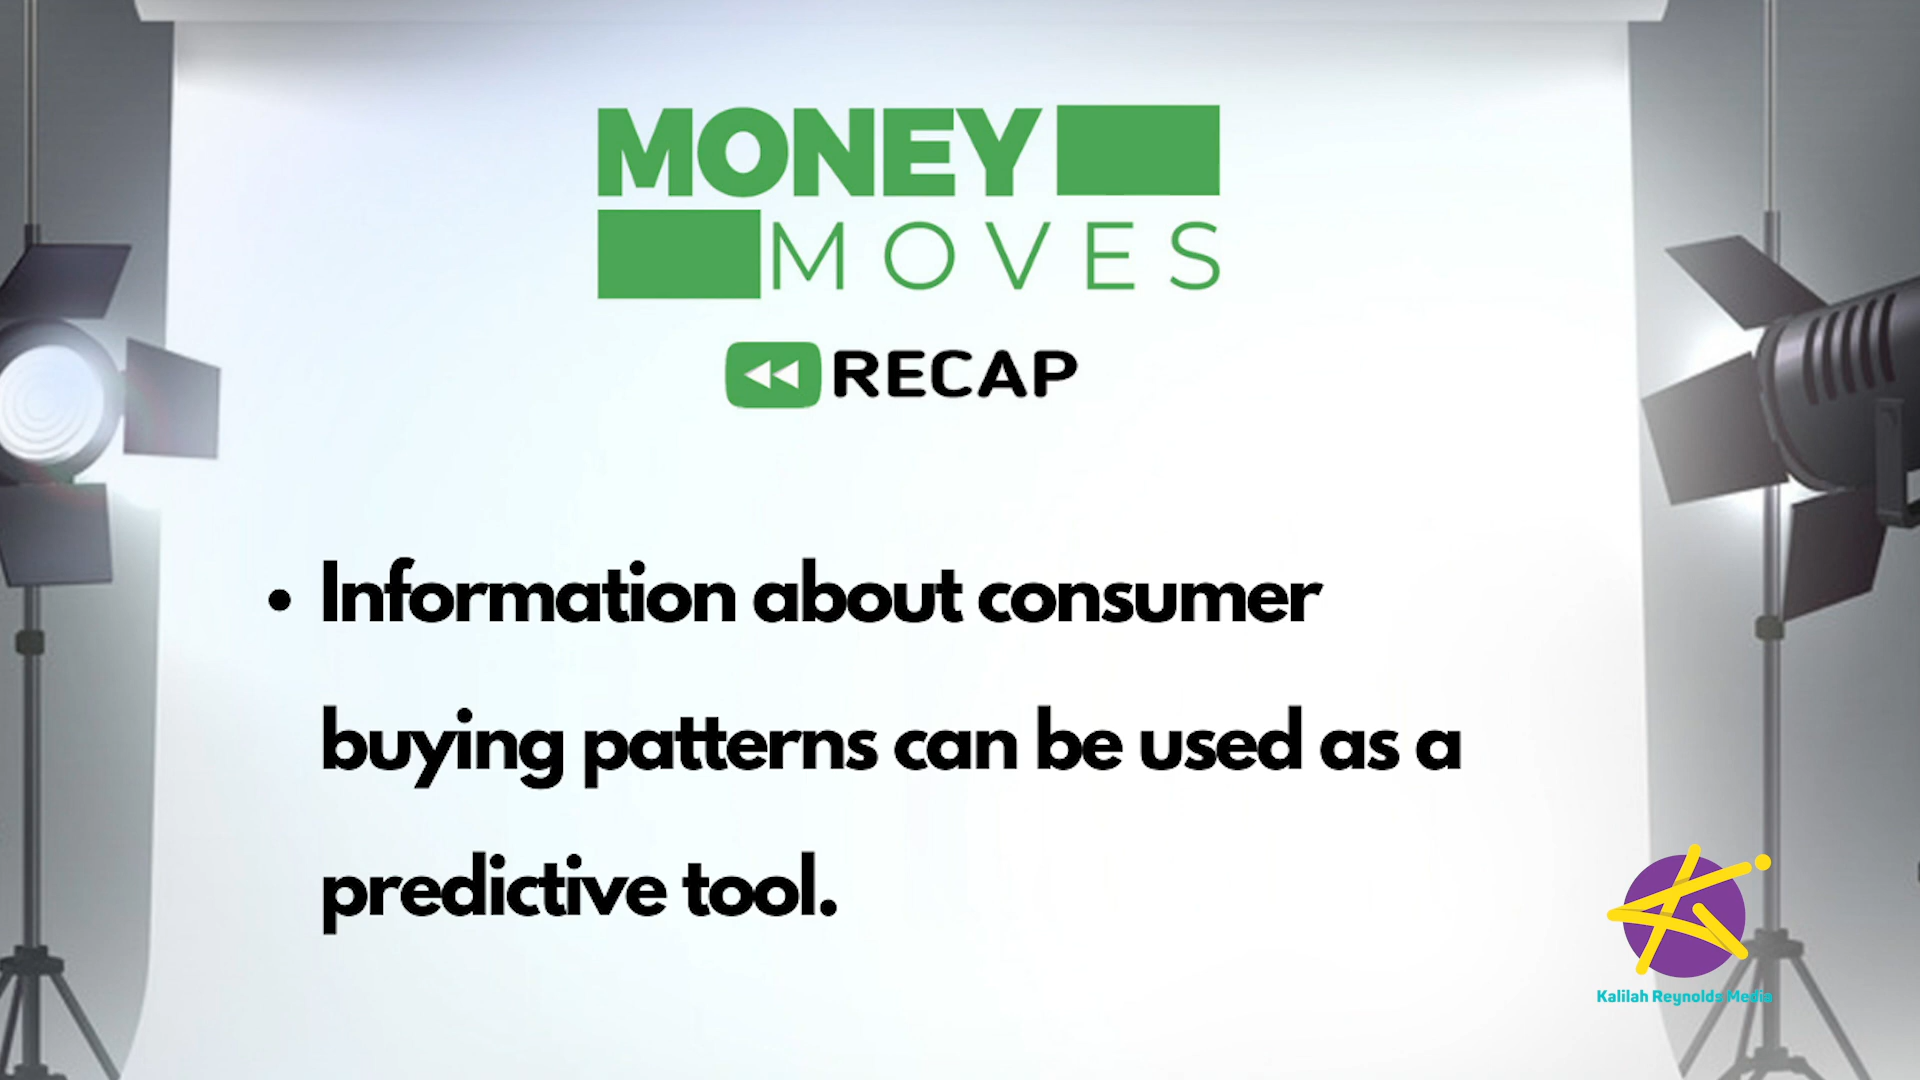 MONEY
MOVES
RECAP
• Information about consumer
buying patterns can be used as a
predictive tool.
Kalilah Reynolds Media